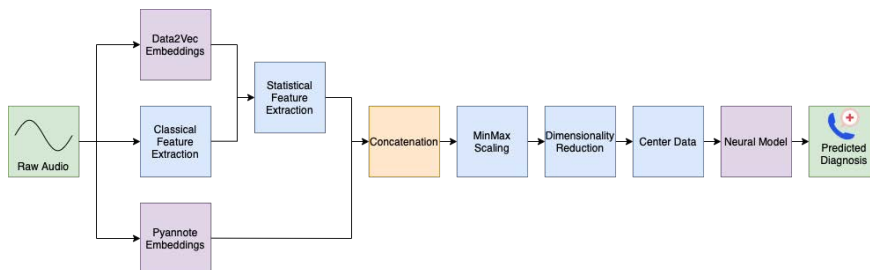 Raw Audio
Data2Vec
Embeddings
Classical
Feature
Extraction
Pyannote
Embeddings
Statistical
Feature
Extraction
Concatenation
MinMax
Scaling
Dimensionality
Reduction
Center Data
Neural Model
Predicted
Diagnosis